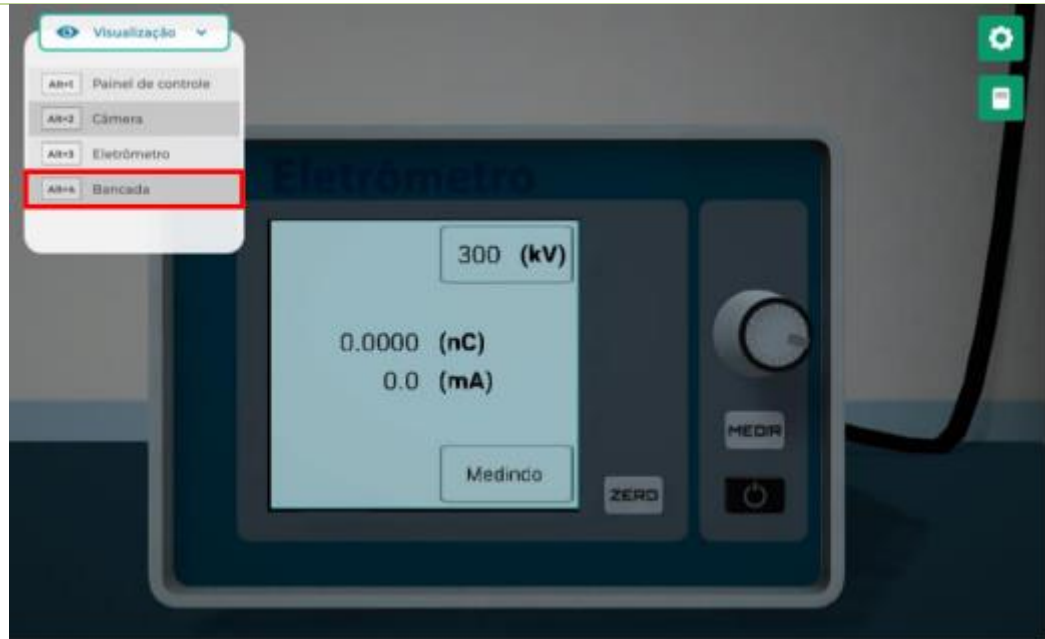 Visualização
Alt+1 Painel de controle
Alt+2 Câmera
Alt+3 Eletrômetro
Alt+4 Bancada
Eletrômetro
300 (kV)
0.0000 (nC)
0.0 (mA)
Medindo
ZERO
MEDIR